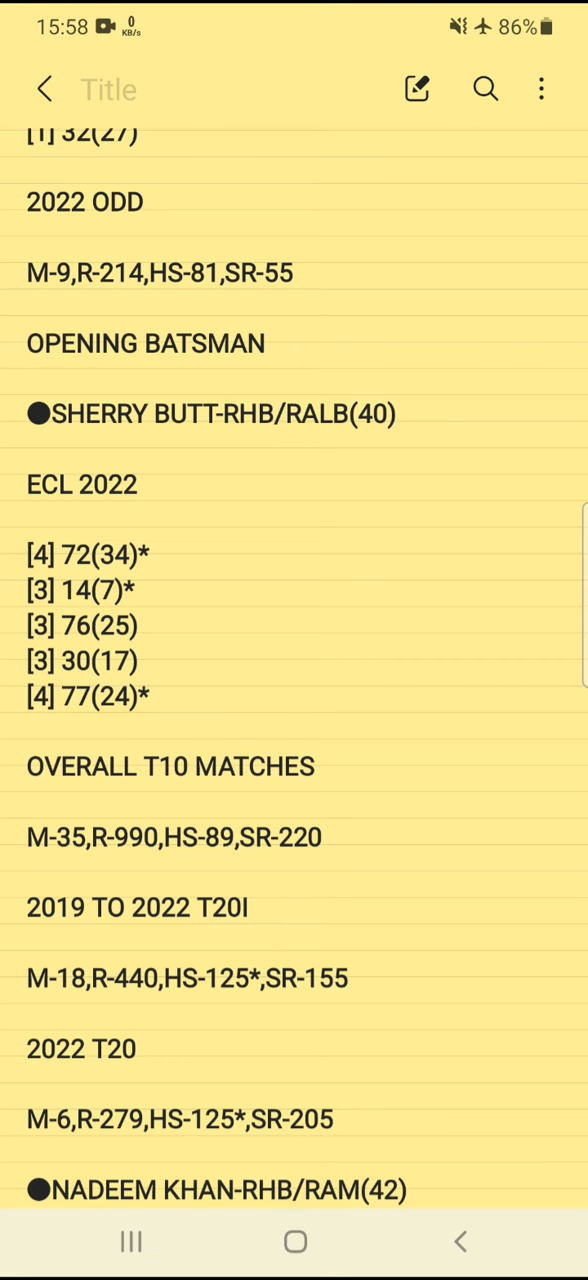 15:58 0 KB/s 86%
Title
[1] 32(27)
2022 ODD
M-9,R-214,HS-81,SR-55
OPENING BATSMAN
●SHERRY BUTT-RHB/RALB(40)
ECL 2022
[4] 72(34)*
[3] 14(7)*
[3] 76(25)
[3] 30(17)
[4] 77(24)*
OVERALL T10 MATCHES
M-35,R-990,HS-89,SR-220
2019 TO 2022 T20I
M-18,R-440,HS-125*,SR-155
2022 T20
M-6,R-279,HS-125*,SR-205
●NADEEM KHAN-RHB/RAM(42)